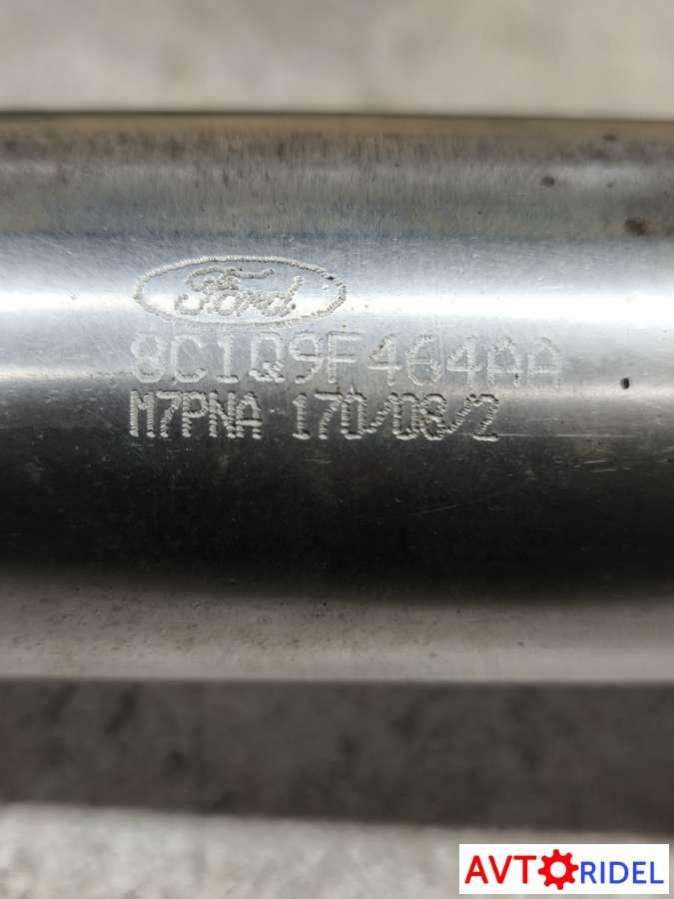 Ford
8C1Q9F464AA
M7PNA 170/08/2
AVTORIDEL